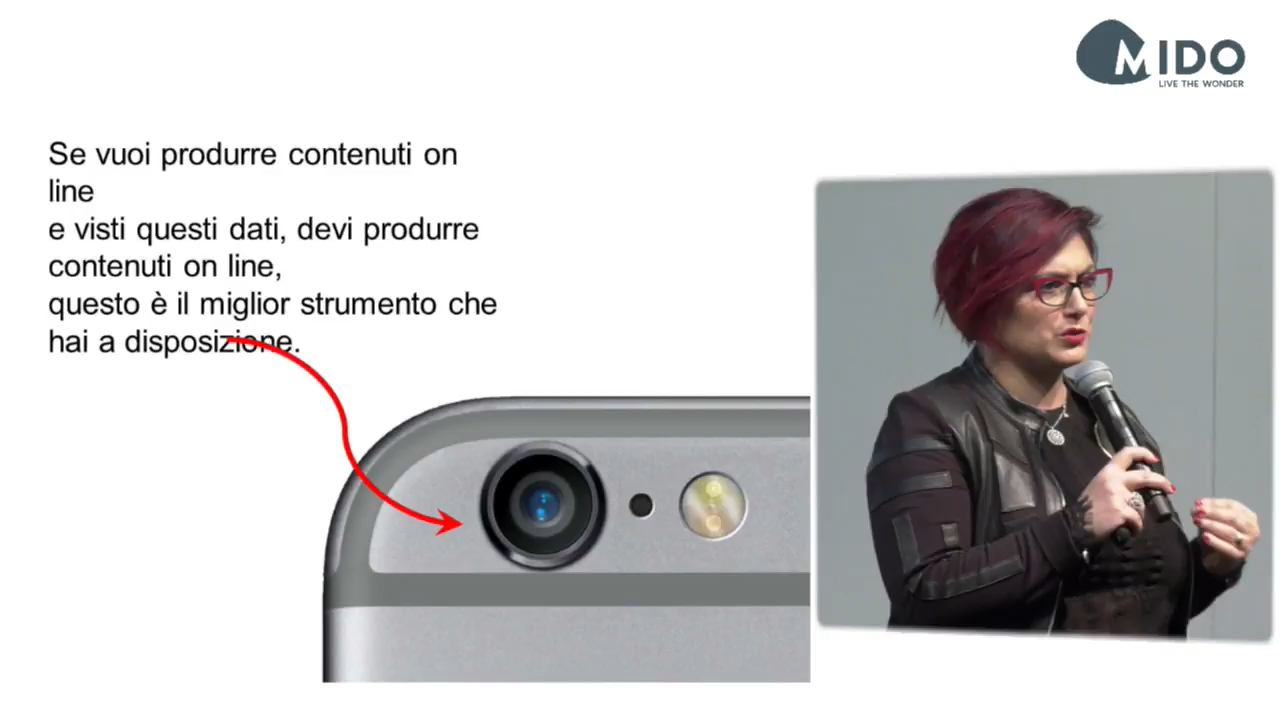 MIDO
LIVE THE WONDER
Se vuoi produrre contenuti on
line
e visti questi dati, devi produrre
contenuti on line,
questo è il miglior strumento che
hai a disposizione.